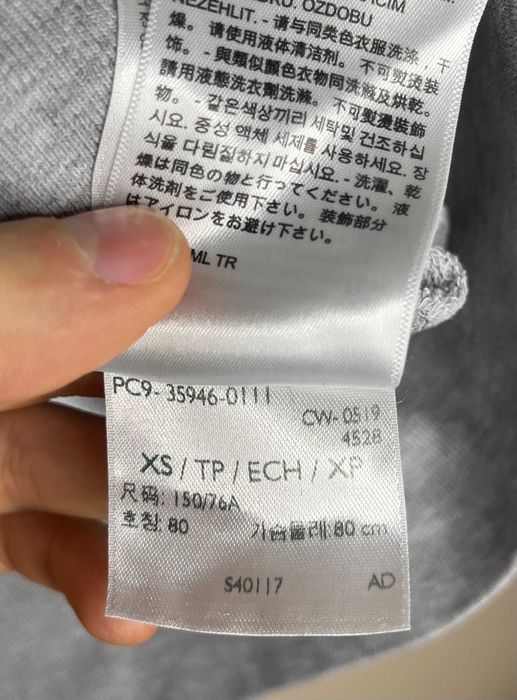 NEZEHLIT. - 请与同类色衣服洗涤，干
燥。请使用液体清洁剂。不可熨烫装
饰。- 與類似顏色衣物同洗滌及烘乾。
請用液態洗衣劑洗滌。不可熨燙裝飾
物。- 같은색상끼리 세탁및 건조하십
시요. 중성 액체 세제를 사용하세요. 장
식을 다림질하지 마십시요. - 洗濯、乾
燥は同色の物と行ってください。液
体洗剤をご使用下さい。装飾部分
はアイロンをお避け下さい。
ML TR
PC9- 35946-0111
CW-0519
4528
XS / TP / ECH / XP
尺码: 150/76A
호칭: 80 가슴둘레: 80 cm
S40117 AD